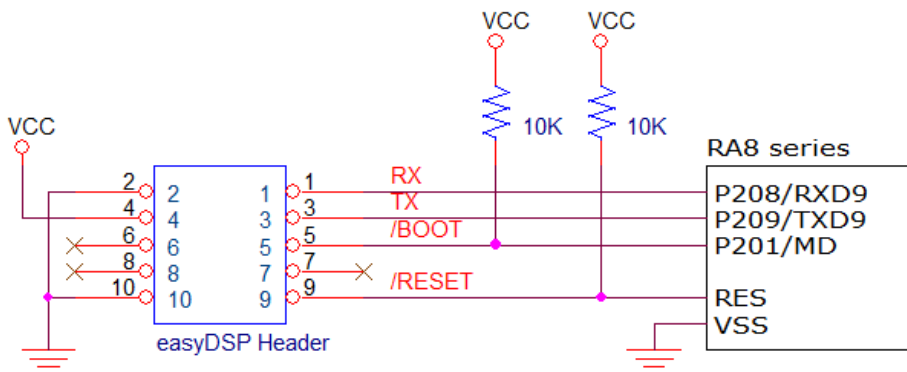 VCC VCC
10K 10K
VCC
RA8 series
2 2 1 1 RX P208/RXD9
4 4 3 3 TX P209/TXD9
6 6 5 5 /BOOT P201/MD
8 8 7 7
10 10 9 9 /RESET RES
VSS
easyDSP Header